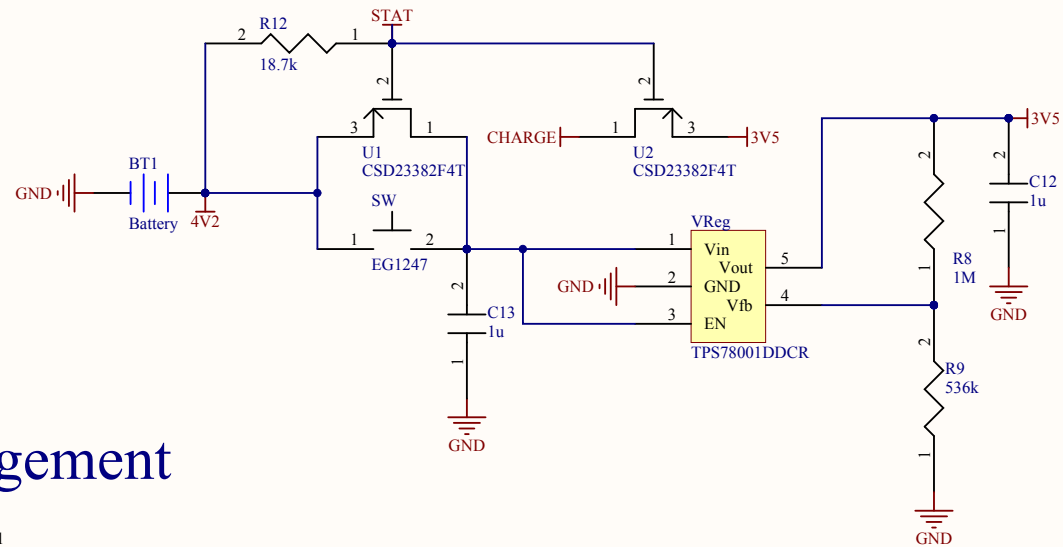 STAT
R12
2 1
18.7k
2
2
3 1
U1
CSD23382F4T
CHARGE 1 3 3V5
U2
CSD23382F4T
3V5
2
2
C12
1u
1
GND
BT1
GND
Battery
4V2
SW
1 2
EG1247
VReg
1 Vin
Vout 5
GND 2 GND
Vfb 4
3 EN
TPS78001DDCR
1
R8
1M
2
C13
1u
1
GND
2
R9
536k
1
GND
gement